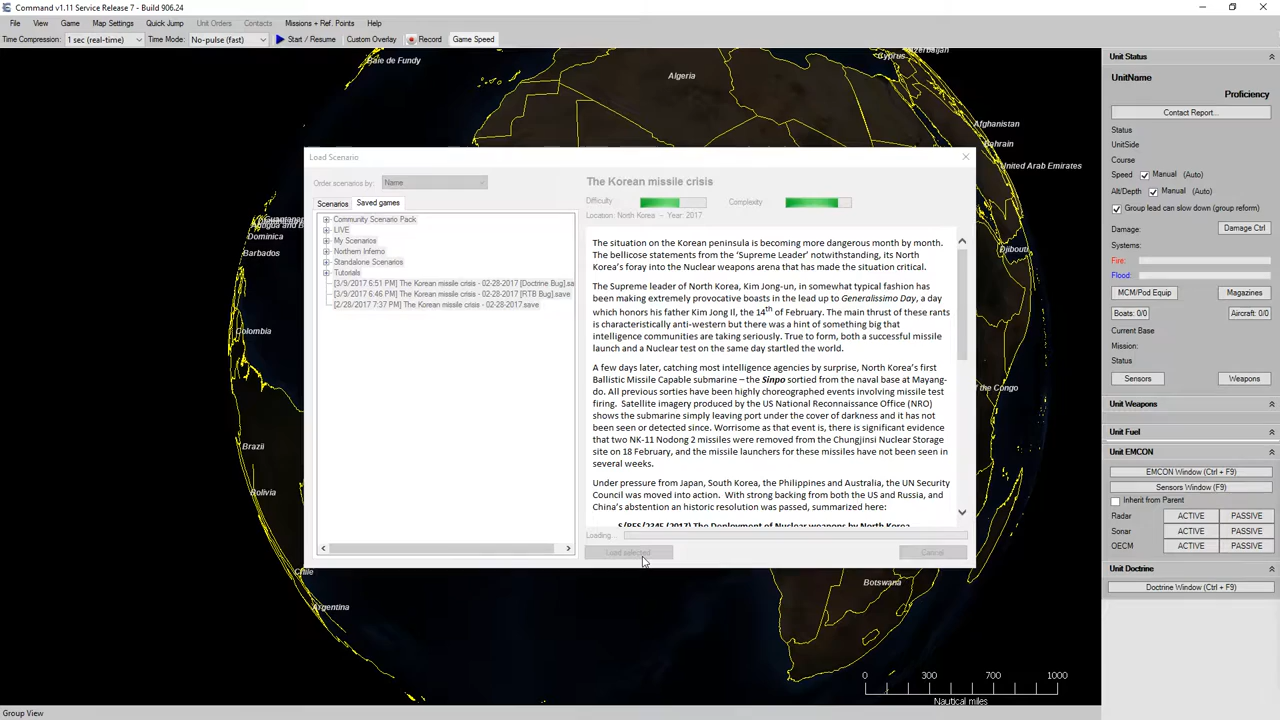 Command v1.11 Service Release 7 - Build 906.24
File View Game Map Settings Quick Jump Unit Orders Contacts Missions + Ref. Points Help
Time Compression: 1 sec (real-time) Time Mode: No-pulse (fast) Start / Resume Custom Overlay Record Game Speed
Baie de Fundy
Algeria
Cyprus
Azerbaijan
Afghanistan
Bahrain
United Arab Emirates
Dominica
Barbados
Djibouti
Colombia
the Congo
Brazil
Bolivia
Chile
Argentina
Botswana
Load Scenario
Order scenarios by: Name
Scenarios Saved games
Community Scenario Pack
LIVE
My Scenarios
Northern Inferno
Standalone Scenarios
Tutorials
[3/9/2017 6:51 PM] The Korean missile crisis - 02-28-2017 [Doctrine Bug].sa
[3/9/2017 6:46 PM] The Korean missile crisis - 02-28-2017 [RTB Bug].save
[2/28/2017 7:37 PM] The Korean missile crisis - 02-28-2017.save
The Korean missile crisis
Difficulty Complexity
Location: North Korea -- Year: 2017
The situation on the Korean peninsula is becoming more dangerous month by month.
The bellicose statements from the ‘Supreme Leader’ notwithstanding, its North
Korea’s foray into the Nuclear weapons arena that has made the situation critical.
The Supreme leader of North Korea, Kim Jong-un, in somewhat typical fashion has
been making extremely provocative boasts in the lead up to Generalissimo Day, a day
which honors his father Kim Jong Il, the 14th of February. The main thrust of these rants
is characteristically anti-western but there was a hint of something big that
intelligence communities are taking seriously. True to form, both a successful missile
launch and a Nuclear test on the same day startled the world.
A few days later, catching most intelligence agencies by surprise, North Korea’s first
Ballistic Missile Capable submarine – the Sinpo sortied from the naval base at Mayang-
do. All previous sorties have been highly choreographed events involving missile test
firing. Satellite imagery produced by the US National Reconnaissance Office (NRO)
shows the submarine simply leaving port under the cover of darkness and it has not
been seen or detected since. Worrisome as that event is, there is significant evidence
that two NK-11 Nodong 2 missiles were removed from the Chungjinsi Nuclear Storage
site on 18 February, and the missile launchers for these missiles have not been seen in
several weeks.
Under pressure from Japan, South Korea, the Philippines and Australia, the UN Security
Council was moved into action. With strong backing from both the US and Russia, and
China’s abstention an historic resolution was passed, summarized here:
S/RES/2345 (2017) The Deployment of Nuclear weapons by North Korea
Loading...
Load selected Cancel
0 300 700 1000
Nautical miles
Group View
Unit Status
UnitName
Proficiency
Contact Report...
Status
UnitSide
Course
Speed Manual (Auto)
Alt/Depth Manual (Auto)
Group lead can slow down (group reform)
Damage: Damage Ctrl
Systems:
Fire:
Flood:
MCM/Pod Equip Magazines
Boats: 0/0 Aircraft: 0/0
Current Base
Mission:
Status
Sensors Weapons
Unit Weapons
Unit Fuel
Unit EMCON
EMCON Window (Ctrl + F9)
Sensors Window (F9)
Inherit from Parent
Radar ACTIVE PASSIVE
Sonar ACTIVE PASSIVE
OECM ACTIVE PASSIVE
Unit Doctrine
Doctrine Window (Ctrl + F9)